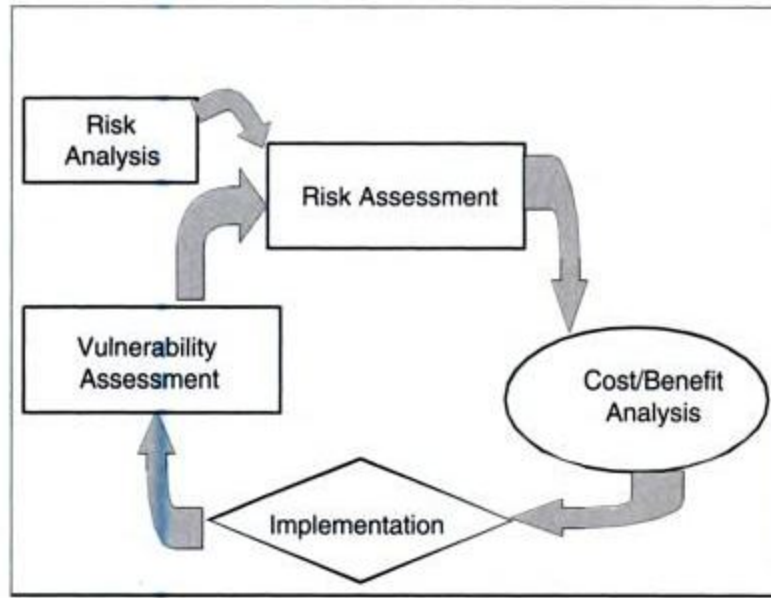 Risk
Analysis
Risk Assessment
Vulnerability
Assessment
Cost/Benefit
Analysis
Implementation